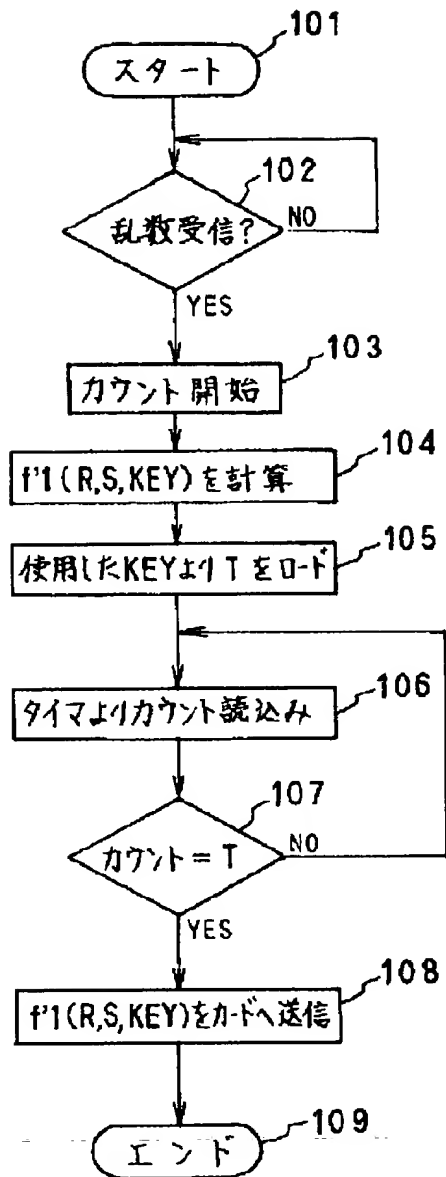 101
スタート
102
乱数受信?
NO
YES
103
カウント開始
104
f'1(R,S,KEY)を計算
105
使用したKEYよりTをロード
106
タイマよりカウント読込み
107
カウント=T
NO
YES
108
f'1(R,S,KEY)をカードへ送信
109
エンド